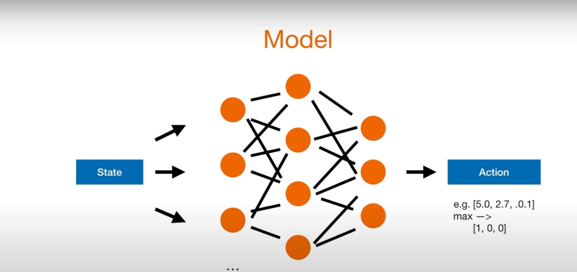 Model
State
Action
e.g. [5.0, 2.7, .0.1]
max —>
[1, 0, 0]
...